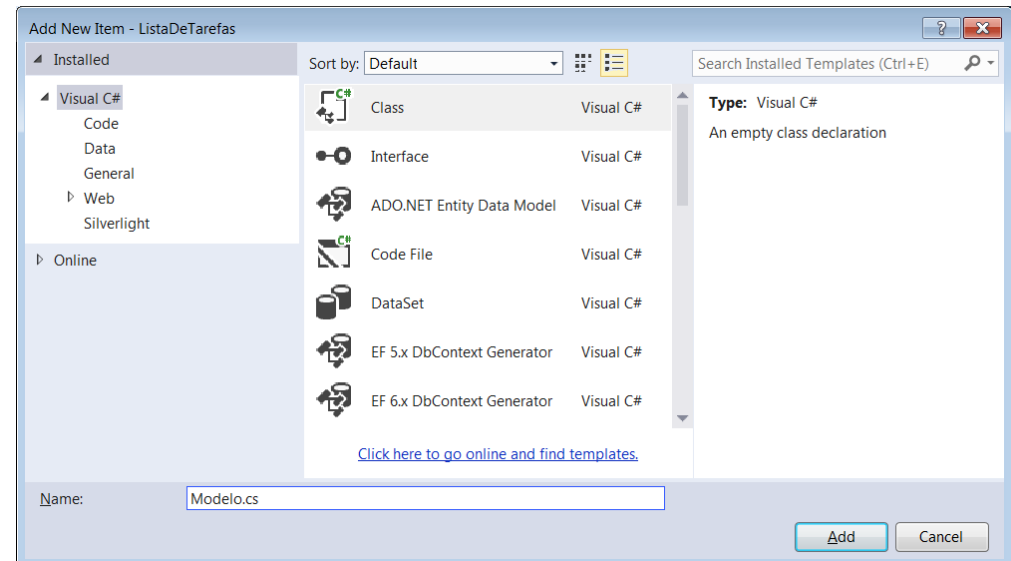 Add New Item - ListaDeTarefas
?
Installed
Sort by: Default
Search Installed Templates (Ctrl+E)
Visual C#
Code
Data
General
Web
Silverlight
Online
C# Class Visual C#
Interface Visual C#
ADO.NET Entity Data Model Visual C#
C# Code File Visual C#
DataSet Visual C#
EF 5.x DbContext Generator Visual C#
EF 6.x DbContext Generator Visual C#
Click here to go online and find templates.
Type: Visual C#
An empty class declaration
Name: Modelo.cs
Add Cancel